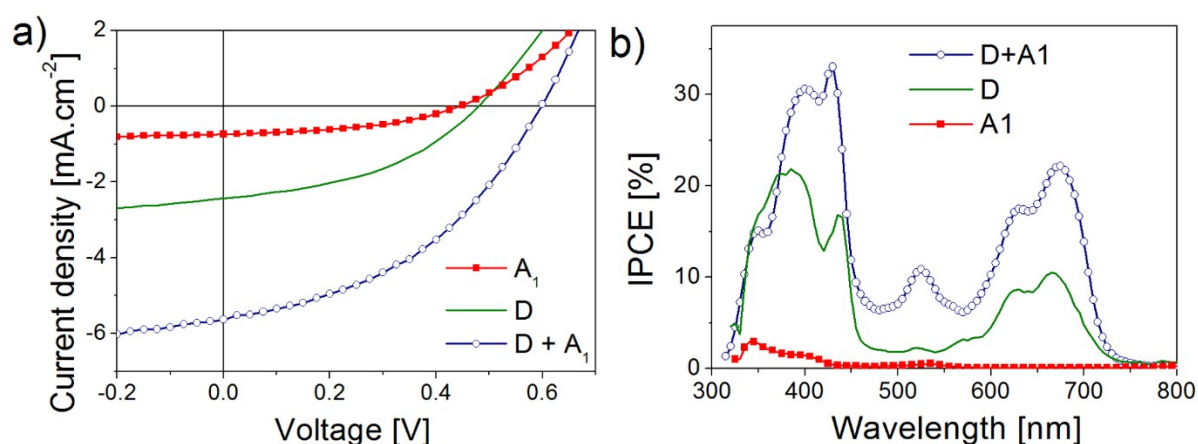 a)
Current density [mA.cm⁻²]
2
0
-2
-4
-6
A₁
D
D + A₁
-0.2
0.0
0.2
0.4
0.6
Voltage [V]
b)
IPCE [%]
30
20
10
0
D+A1
D
A1
300
400
500
600
700
800
Wavelength [nm]